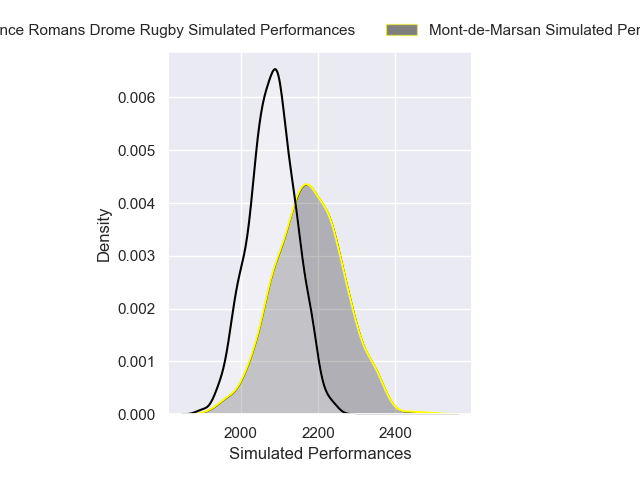 nce Romans Drome Rugby Simulated Performances
Mont-de-Marsan Simulated Per
0.006
0.005
0.004
0.003
0.002
0.001
0.000
Density
2000 2200 2400
Simulated Performances